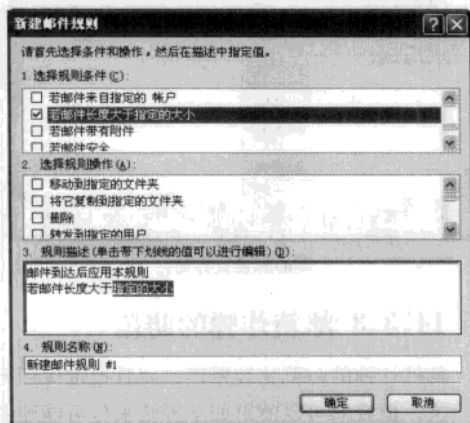 新建邮件规则
请首先选择条件和操作，然后在描述中指定值。
1.选择规则条件(C):
若邮件来自指定的 帐户
若邮件长度大于指定的大小
若邮件带有附件
若邮件安全
2. 选择规则操作(A):
移动到指定的文件夹
将它复制到指定的文件夹
删除
转发到指定的用户
3. 规则描述(单击带下划线的值可以进行编辑)(D):
邮件到达后应用本规则
若邮件长度大于指定的大小
4. 规则名称(N):
新建邮件规则 #1
确定
取消